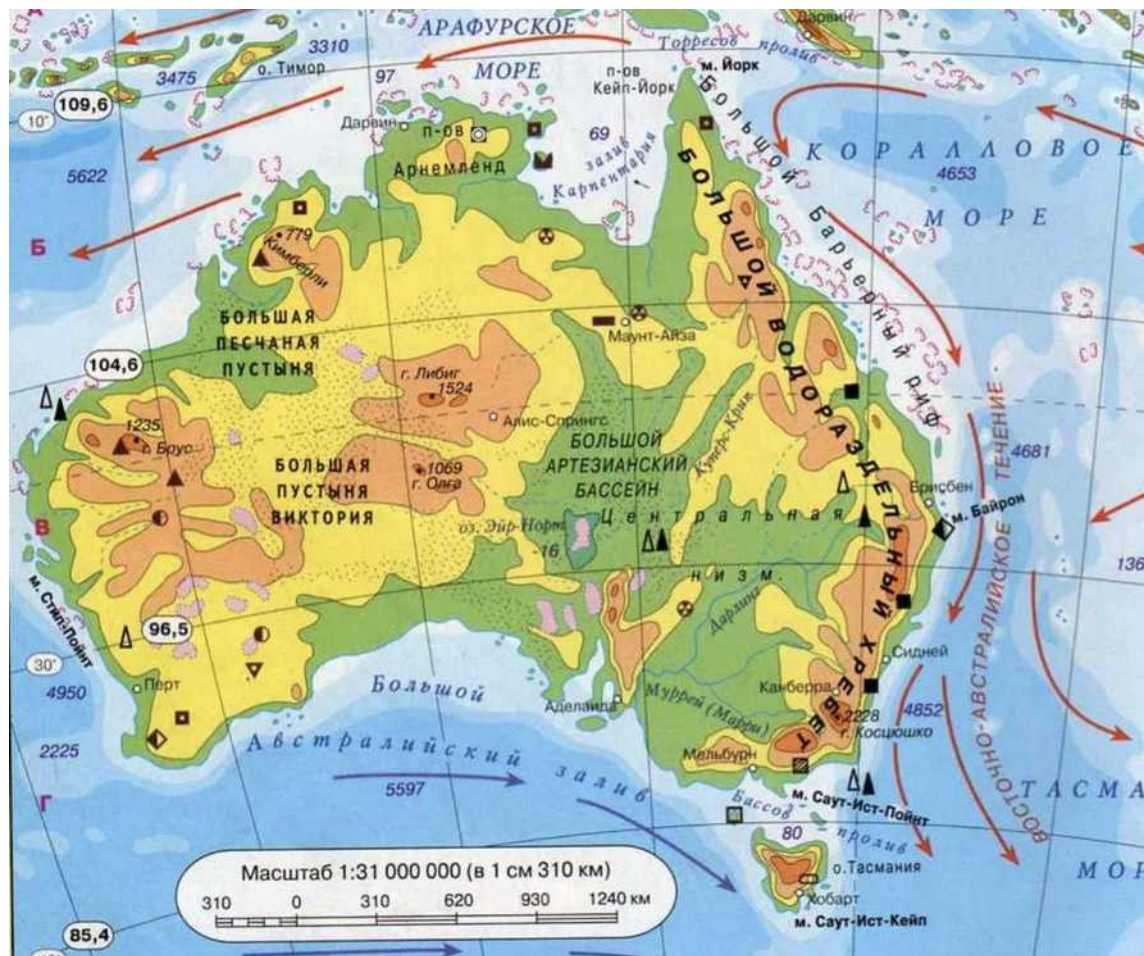 Дарвин
АРАФУРСКОЕ
МОРЕ
3310
3475
о. Тимор
97
Торресов пролив
м. Йорк
п-ов
Кейп-Йорк
109,6
10°
Дарвин
п-ов
Арнемленд
69
залив
Карпентария
БОЛЬШОЙ БАРЬЕРНЫЙ РИФ
КОРАЛЛОВОЕ
4653
МОРЕ
5622
Б
779
Кимберли
БОЛЬШОЙ ВОДОРАЗДЕЛЬНЫЙ ХРЕБЕТ
БОЛЬШАЯ
ПЕСЧАНАЯ
ПУСТЫНЯ
Маунт-Айза
104,6
г. Либиг
1524
Алис-Спрингс
1235
г. Брус
БОЛЬШОЙ
АРТЕЗИАНСКИЙ
БАССЕЙН
Куперс-Крик
4681
БОЛЬШАЯ
ПУСТЫНЯ
ВИКТОРИЯ
1069
г. Олга
Брисбен
м. Байрон
В
оз. Эйр-Норт
-16
Центральная
низм.
136
м. Стип-Пойнт
96,5
Дарлинг
ВОСТОЧНО-АВСТРАЛИЙСКОЕ ТЕЧЕНИЕ
30°
Сидней
4950
Перт
Большой
Австралийский залив
Аделаида
Муррей (Марри)
Канберра
2228
г. Косцюшко
4852
2225
Мельбурн
5597
м. Саут-Ист-Пойнт
Г
Бассов пролив
80
ТАСМА
МОР
о.Тасмания
Хобарт
м. Саут-Ист-Кейп
Масштаб 1:31 000 000 (в 1 см 310 км)
310 0 310 620 930 1240 км
85,4